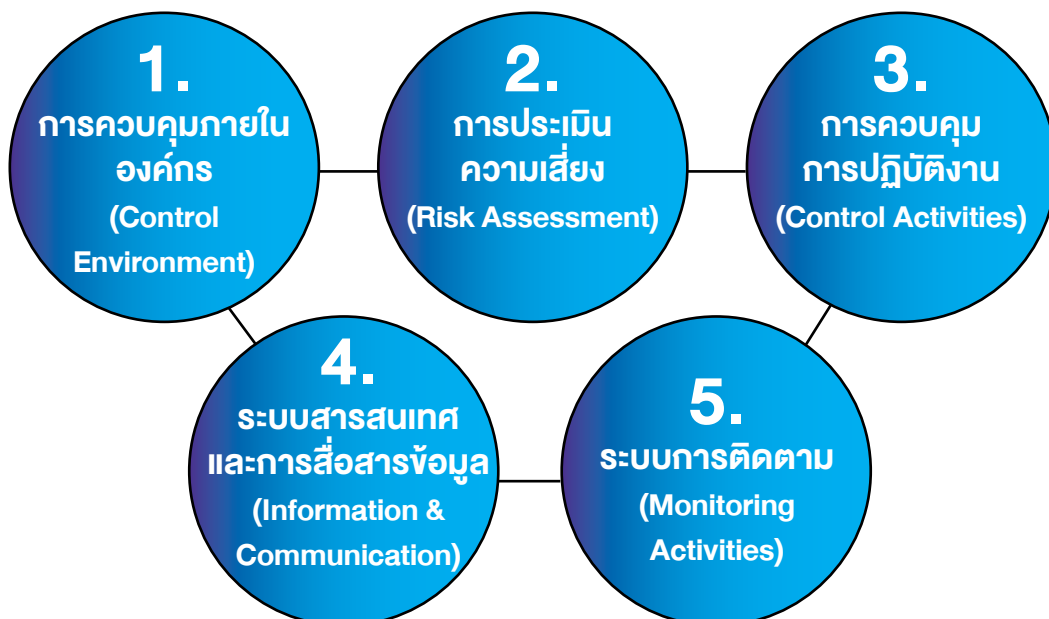 1.
การควบคุมภายใน
องค์กร
(Control
Environment)
2.
การประเมิน
ความเสี่ยง
(Risk Assessment)
3.
การควบคุม
การปฏิบัติงาน
(Control Activities)
4.
ระบบสารสนเทศ
และการสื่อสารข้อมูล
(Information &
Communication)
5.
ระบบการติดตาม
(Monitoring
Activities)